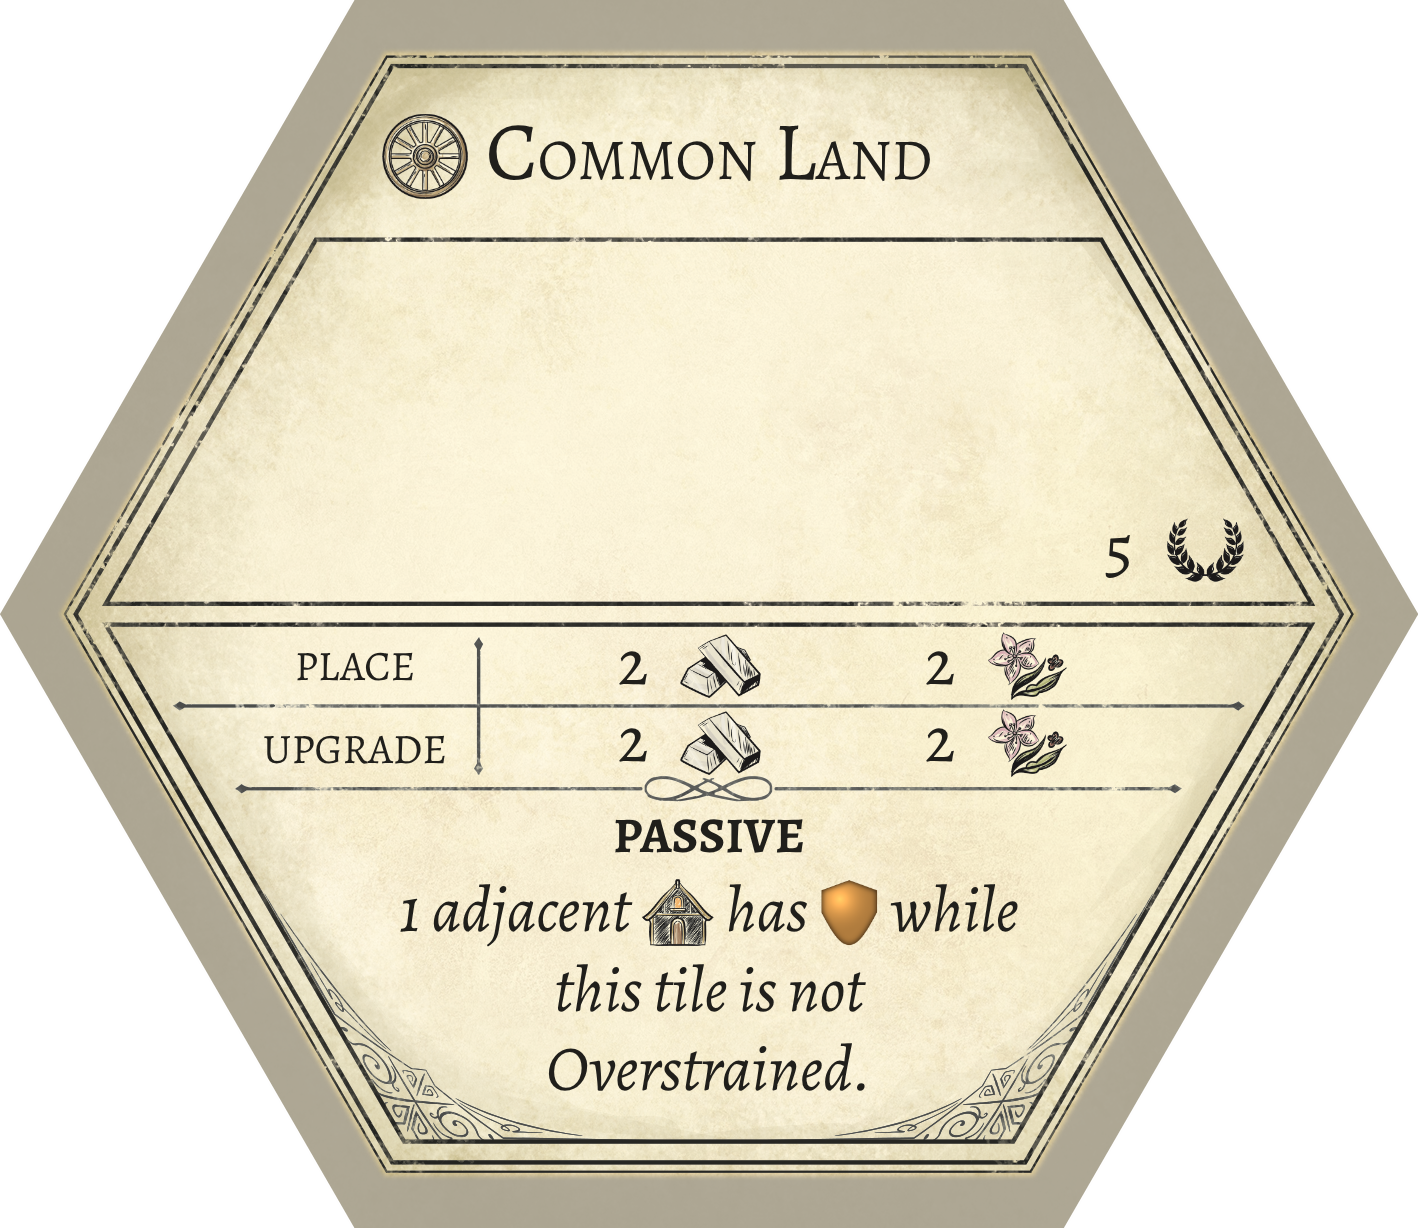 Common Land
5
PLACE 2 2
UPGRADE 2 2
PASSIVE
1 adjacent has while
this tile is not
Overstrained.